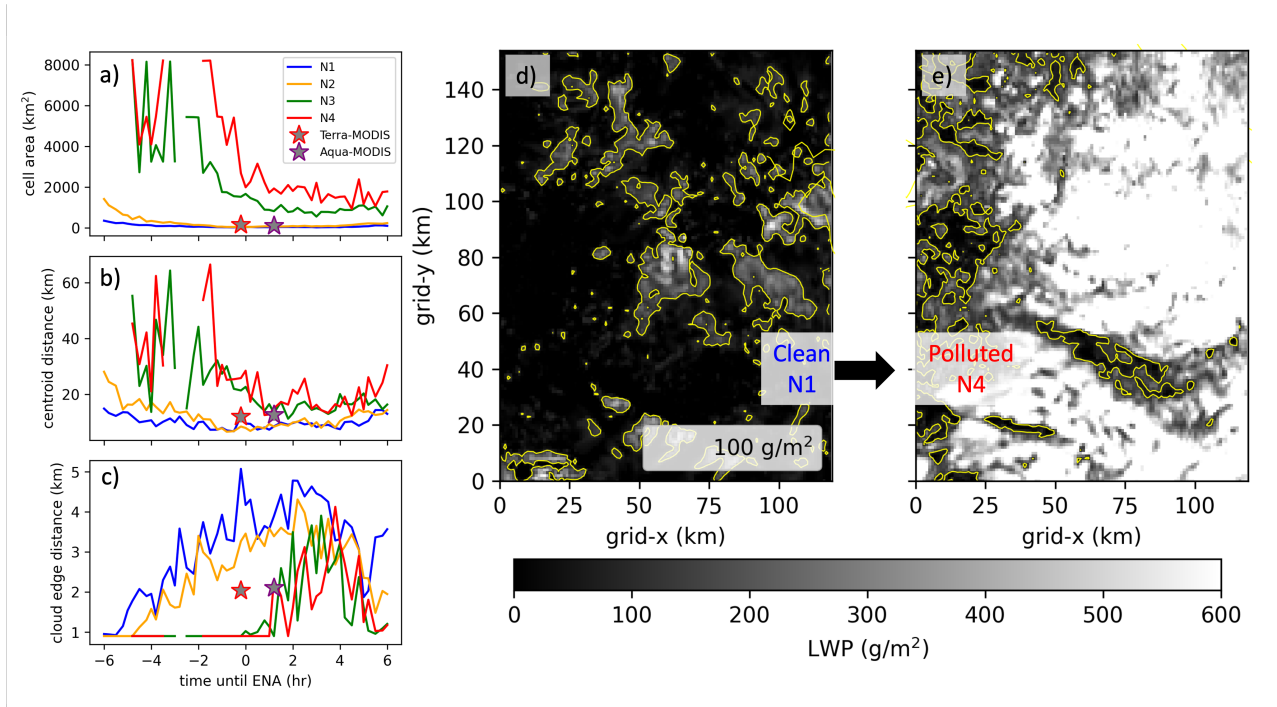 a)
cell area (km²)
8000
6000
4000
2000
0
N1
N2
N3
N4
Terra-MODIS
Aqua-MODIS
b)
centroid distance (km)
60
40
20
c)
cloud edge distance (km)
5
4
3
2
1
−6 −4 −2 0 2 4 6
time until ENA (hr)
d)
grid-y (km)
140
120
100
80
60
40
20
0
Clean
N1
100 g/m²
0 25 50 75 100
grid-x (km)
e)
Polluted
N4
0 25 50 75 100
grid-x (km)
0 100 200 300 400 500 600
LWP (g/m²)